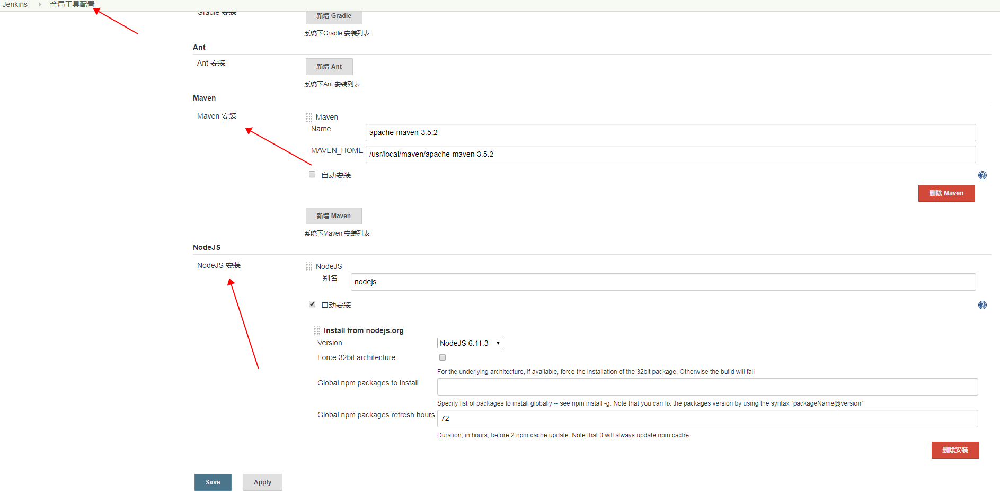 Jenkins 全局工具配置
Gradle 安装
新增 Gradle
系统下Gradle 安装列表
Ant
Ant 安装
新增 Ant
系统下Ant 安装列表
Maven
Maven 安装
Maven
Name
apache-maven-3.5.2
MAVEN_HOME
/usr/local/maven/apache-maven-3.5.2
自动安装
删除 Maven
新增 Maven
系统下Maven 安装列表
NodeJS
NodeJS 安装
NodeJS
别名
nodejs
自动安装
Install from nodejs.org
Version
NodeJS 6.11.3
Force 32bit architecture
For the underlying architecture, if available, force the installation of the 32bit package. Otherwise the build will fail
Global npm packages to install
Specify list of packages to install globally -- see npm install -g. Note that you can fix the packages version by using the syntax `packageName@version`
Global npm packages refresh hours
72
Duration, in hours, before 2 npm cache update. Note that 0 will always update npm cache
删除安装
Save
Apply